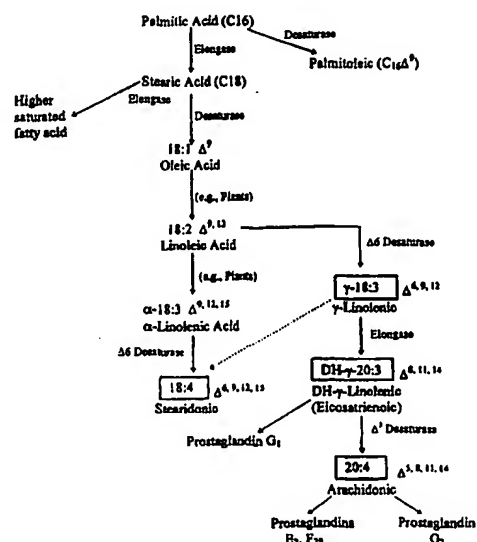 Palmitic Acid (C16)
Elongase
Desaturase
Palmitoleic (C₁₆Δ⁹)
Stearic Acid (C18)
Elongase
Higher
saturated
fatty acid
Desaturase
18:1 Δ⁹
Oleic Acid
(e.g., Plants)
18:2 Δ⁹,
Linoleic Acid
Δ6 Desaturase
(e.g., Plants)
γ-18:3 Δ⁶, ⁹, ¹²
γ-Linolenic
α-18:3 Δ⁹, ¹², ¹⁵
α-Linolenic Acid
Elongase
Δ6 Desaturase
18:4 Δ⁶, ⁹, ¹², ¹⁵
Stearidonic
DH-γ-20:3 Δ⁸, ¹¹, ¹⁴
DH-γ-Linolenic
(Eicosatrienoic)
Prostaglandin G₁
Δ⁵ Desaturase
20:4 Δ⁵, ⁸, ¹¹, ¹⁴
Arachidonic
Prostaglandins
Prostaglandin